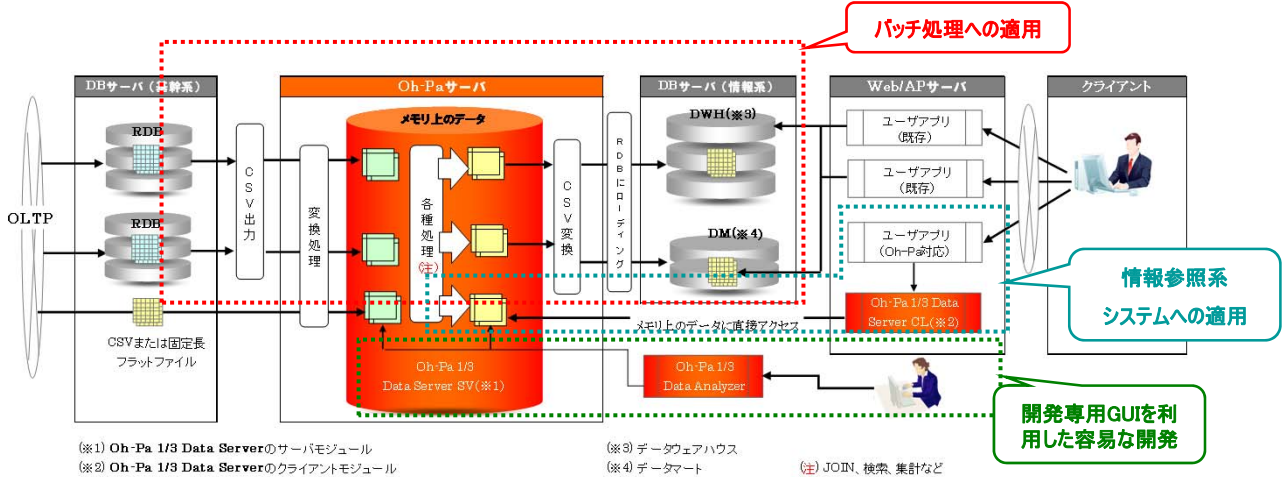 バッチ処理への適用
DBサーバ(基幹系)
Oh-Paサーバ
DBサーバ(情報系)
Web/APサーバ
クライアント
OLTP
RDB
RDB
CSV出力
変換処理
メモリ上のデータ
各種処理(注)
CSV変換
RDBにローディング
DWH(※3)
DM(※4)
ユーザアプリ
(既存)
ユーザアプリ
(既存)
ユーザアプリ
(Oh-Pa対応)
Oh-Pa 1/3 Data
Server CL(※2)
情報参照系
システムへの適用
メモリ上のデータに直接アクセス
CSVまたは固定長
フラットファイル
Oh-Pa 1/3
Data Server SV(※1)
Oh-Pa 1/3
Data Analyzer
開発専用GUIを利
用した容易な開発
(※1) Oh-Pa 1/3 Data Serverのサーバモジュール
(※2) Oh-Pa 1/3 Data Serverのクライアントモジュール
(※3) データウェアハウス
(※4) データマート
(注) JOIN、検索、集計など